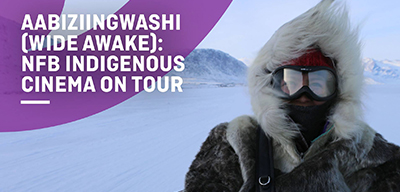 AABIZIINGWASHI
(WIDE AWAKE):
NFB INDIGENOUS
CINEMA ON TOUR